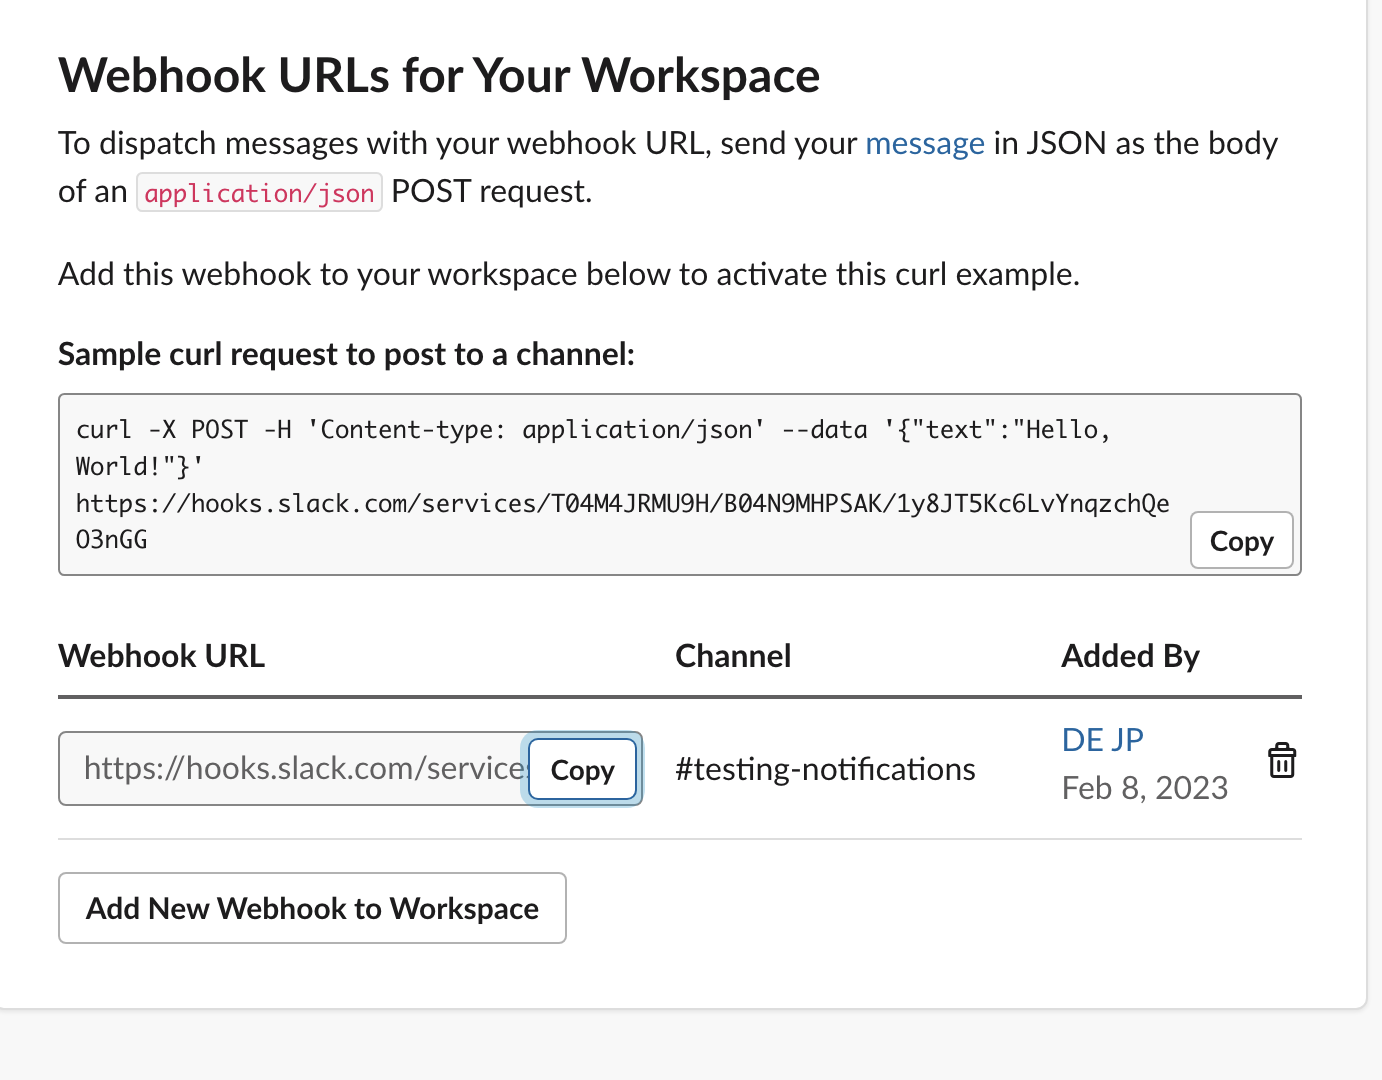 Webhook URLs for Your Workspace
To dispatch messages with your webhook URL, send your message in JSON as the body
of an application/json POST request.
Add this webhook to your workspace below to activate this curl example.
Sample curl request to post to a channel:
curl -X POST -H 'Content-type: application/json' --data '{"text":"Hello,
World!"}'
https://hooks.slack.com/services/T04M4JRMU9H/B04N9MHPSAK/1y8JT5Kc6LvYnqzchQe
O3nGG
Copy
Webhook URL Channel Added By
https://hooks.slack.com/services Copy #testing-notifications DE JP
Feb 8, 2023
Add New Webhook to Workspace